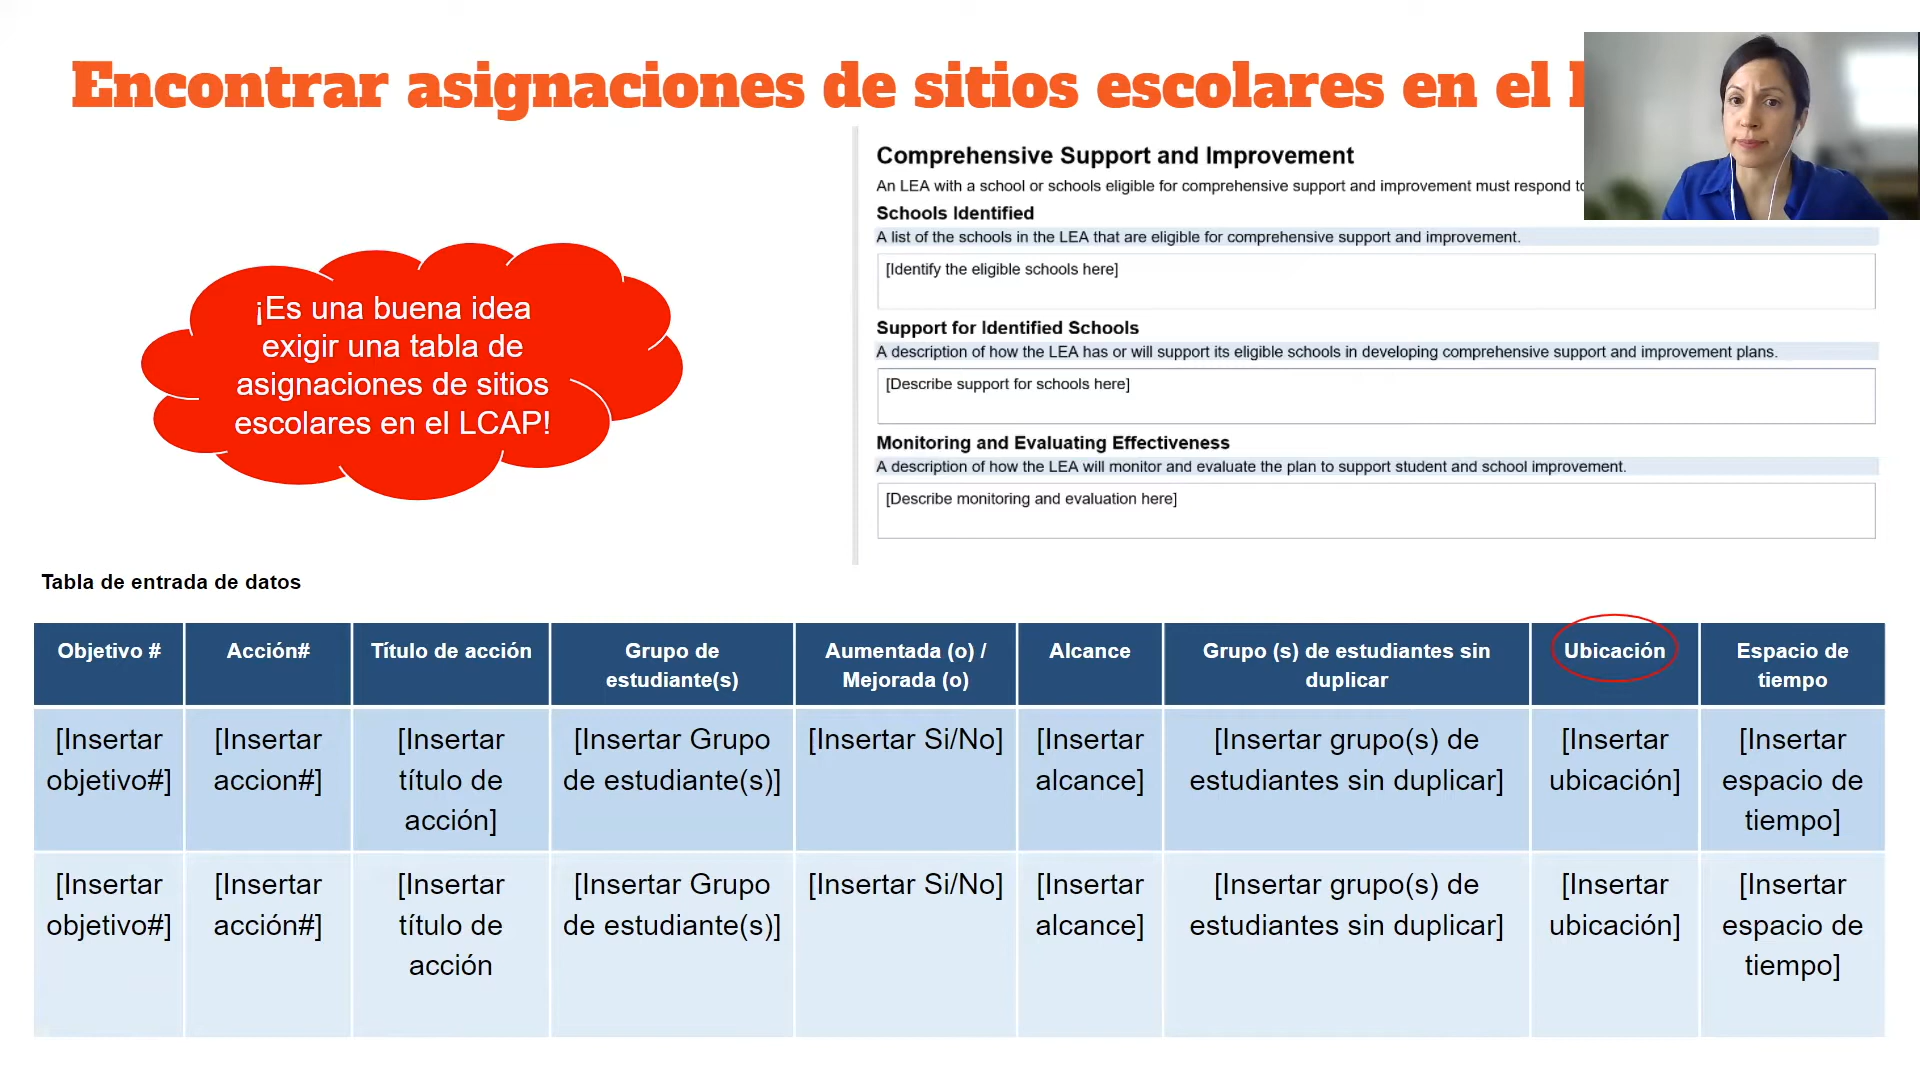 Encontrar asignaciones de sitios escolares en el
Comprehensive Support and Improvement
An LEA with a school or schools eligible for comprehensive support and improvement must respond to
Schools Identified
A list of the schools in the LEA that are eligible for comprehensive support and improvement.
[Identify the eligible schools here]
Support for Identified Schools
A description of how the LEA has or will support its eligible schools in developing comprehensive support and improvement plans.
[Describe support for schools here]
Monitoring and Evaluating Effectiveness
A description of how the LEA will monitor and evaluate the plan to support student and school improvement.
[Describe monitoring and evaluation here]
¡Es una buena idea
exigir una tabla de
asignaciones de sitios
escolares en el LCAP!
Tabla de entrada de datos
Objetivo #
Acción#
Título de acción
Grupo de
estudiante(s)
Aumentada (o) /
Mejorada (o)
Alcance
Grupo (s) de estudiantes sin
duplicar
Ubicación
Espacio de
tiempo
[Insertar
objetivo#]
[Insertar
accion#]
[Insertar
título de
acción]
[Insertar Grupo
de estudiante(s)]
[Insertar Si/No]
[Insertar
alcance]
[Insertar grupo(s) de
estudiantes sin duplicar]
[Insertar
ubicación]
[Insertar
espacio de
tiempo]
[Insertar
objetivo#]
[Insertar
acción#]
[Insertar
título de
acción
[Insertar Grupo
de estudiante(s)]
[Insertar Si/No]
[Insertar
alcance]
[Insertar grupo(s) de
estudiantes sin duplicar]
[Insertar
ubicación]
[Insertar
espacio de
tiempo]